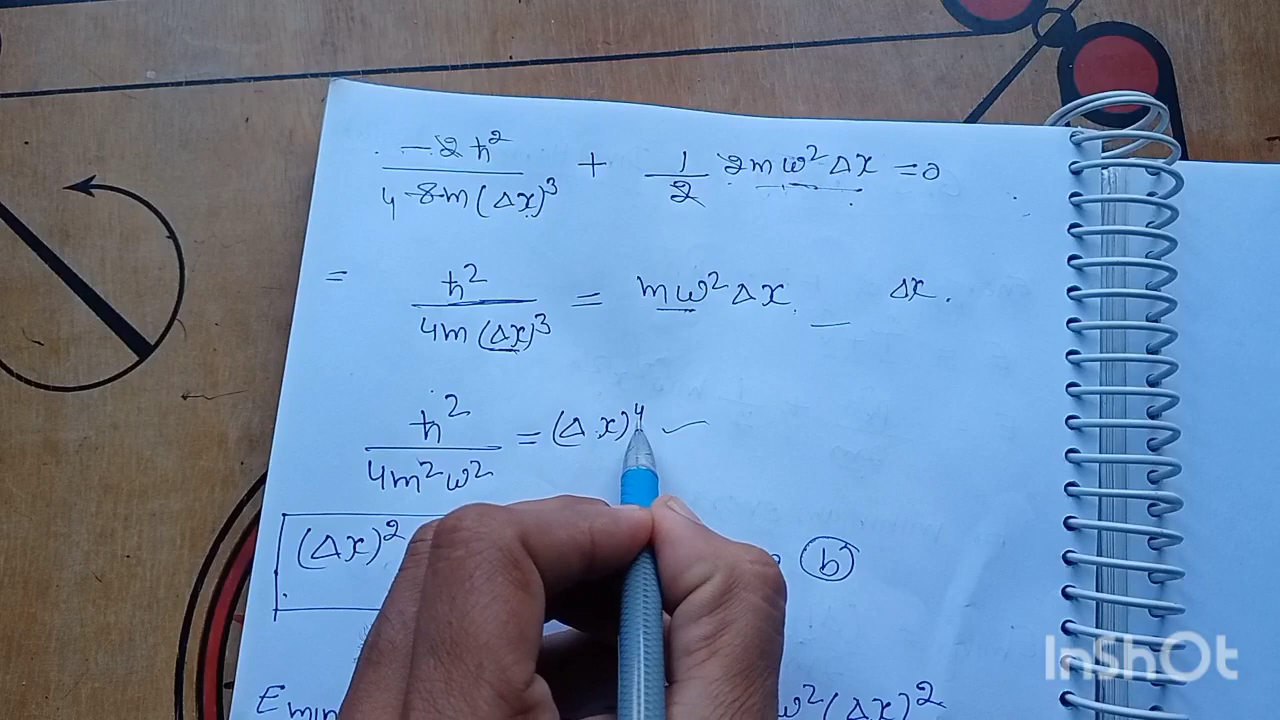 -2ħ² / 4 8m(Δx)³ + 1/2 2mω²Δx = 0
= ħ² / 4m(Δx)³ = mω²Δx Δx.
ħ² / 4m²ω² = (Δx)⁴
(Δx)² (b)
Emin ω²(Δx)²
InShOt